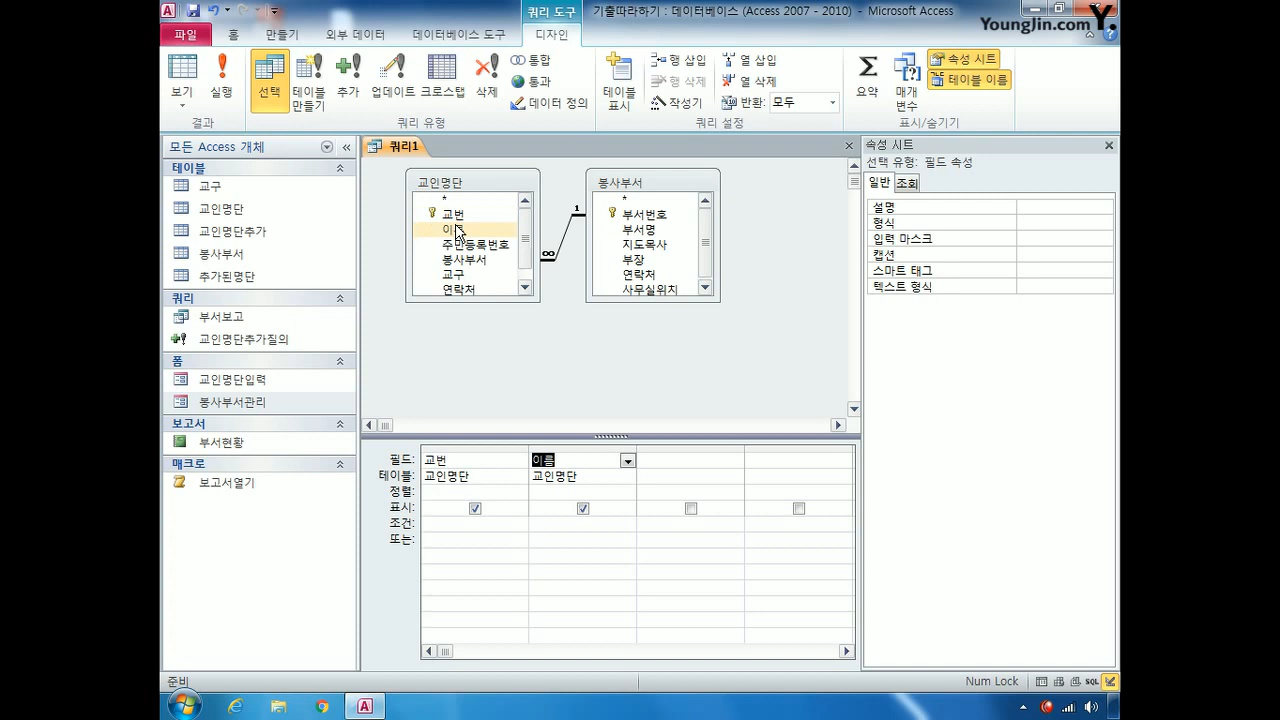 쿼리 도구
기출따라하기 : 데이터베이스 (Access 2007 - 2010) - Microsoft Access
YoungJin.com Y.
파일
홈
만들기
외부 데이터
데이터베이스 도구
디자인
보기
실행
선택
테이블 만들기
추가
업데이트
크로스탭
삭제
통합
통과
데이터 정의
테이블 표시
행 삽입
행 삭제
작성기
열 삽입
열 삭제
반환: 모두
요약
매개 변수
속성 시트
테이블 이름
결과
쿼리 유형
쿼리 설정
표시/숨기기
모든 Access 개체
테이블
교구
교인명단
교인명단추가
봉사부서
추가된명단
쿼리
부서보고
교인명단추가질의
폼
교인명단입력
봉사부서관리
보고서
부서현황
매크로
보고서열기
쿼리1
교인명단
*
교번
주민등록번호
봉사부서
교구
연락처
1
∞
봉사부서
*
부서번호
부서명
지도목사
부장
연락처
사무실위치
필드: 교번 이름
테이블: 교인명단 교인명단
정렬:
표시:
조건:
또는:
속성 시트
선택 유형: 필드 속성
일반 조회
설명
형식
입력 마스크
캡션
스마트 태그
텍스트 형식
준비
Num Lock
SQL